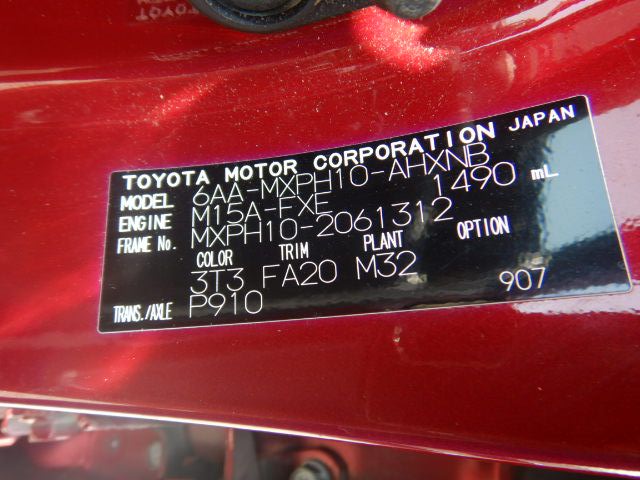 TOYOTA MOTOR CORPORATION JAPAN
MODEL 6AA-MXPH10-AHXNB
ENGINE M15A-FXE 1490 mL
FRAME No. MXPH10-2061312
COLOR TRIM PLANT OPTION
3T3 FA20 M32
TRANS./AXLE P910 907